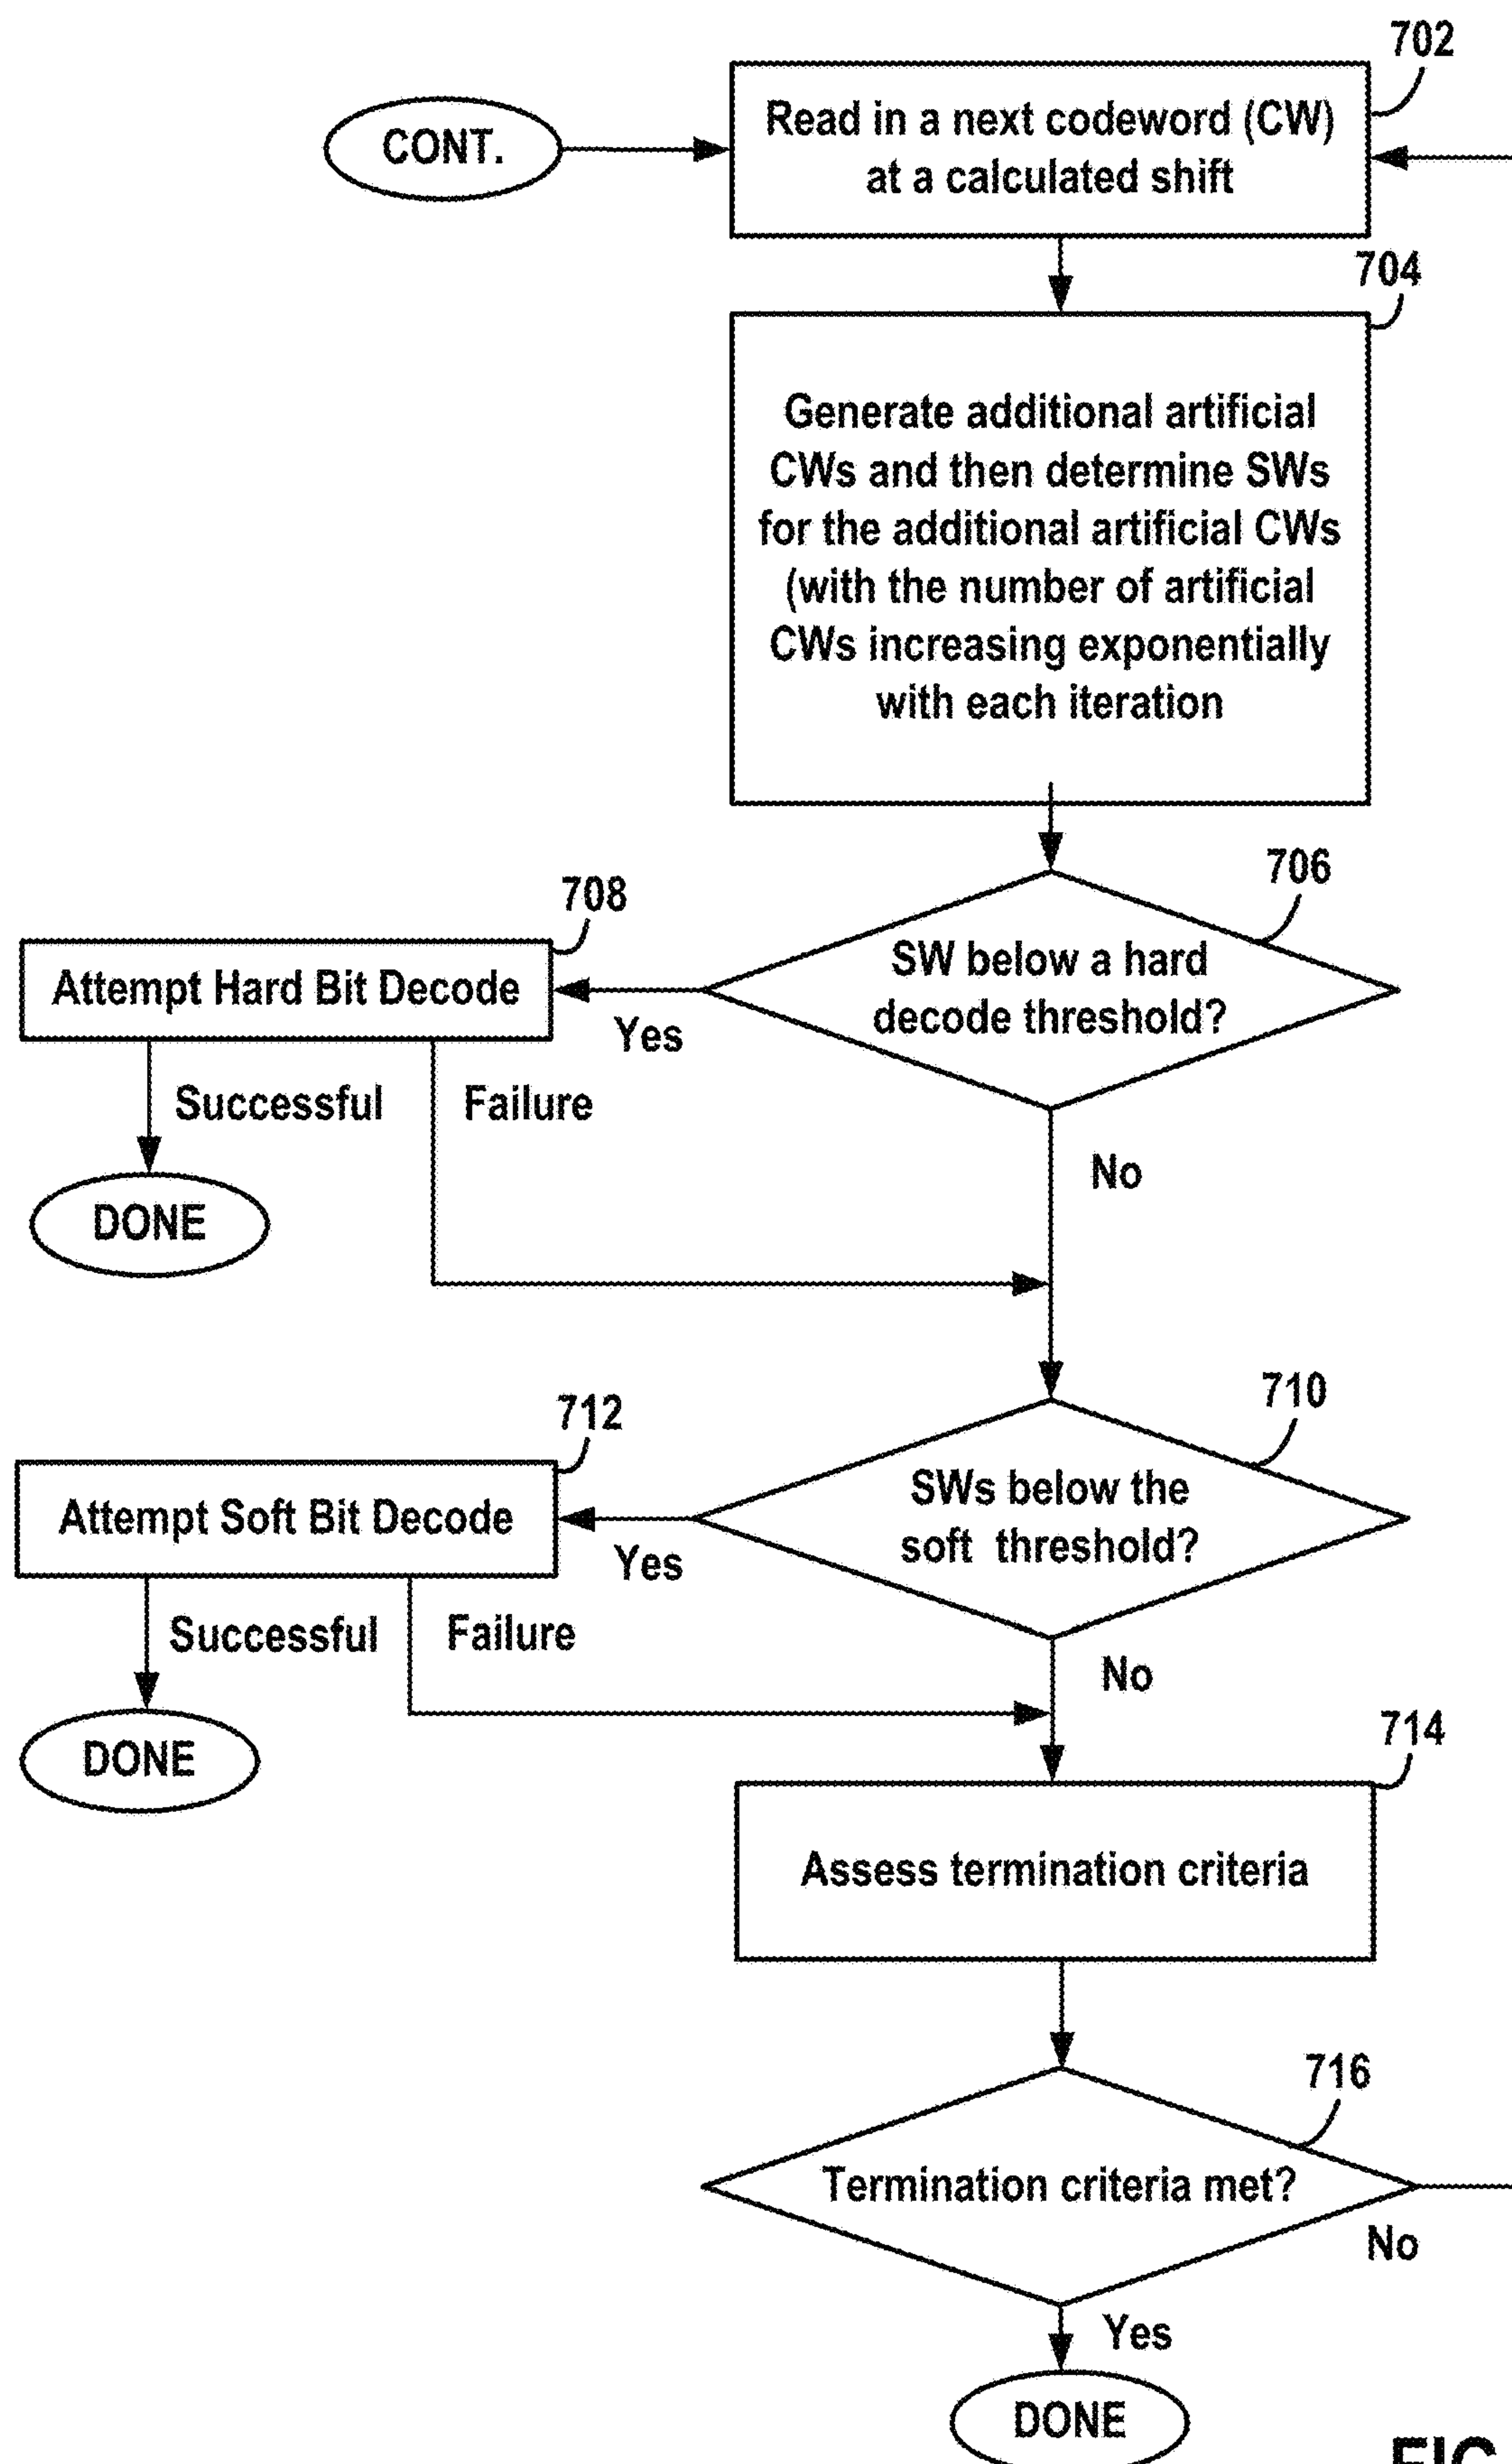 702
CONT.
Read in a next codeword (CW)
at a calculated shift
704
Generate additional artificial
CWs and then determine SWs
for the additional artificial CWs
(with the number of artificial
CWs increasing exponentially
with each iteration
706
708
SW below a hard
decode threshold?
Attempt Hard Bit Decode
Yes
Successful
Failure
No
DONE
710
712
SWs below the
soft threshold?
Attempt Soft Bit Decode
Yes
Successful
Failure
No
DONE
714
Assess termination criteria
716
Termination criteria met?
No
Yes
DONE